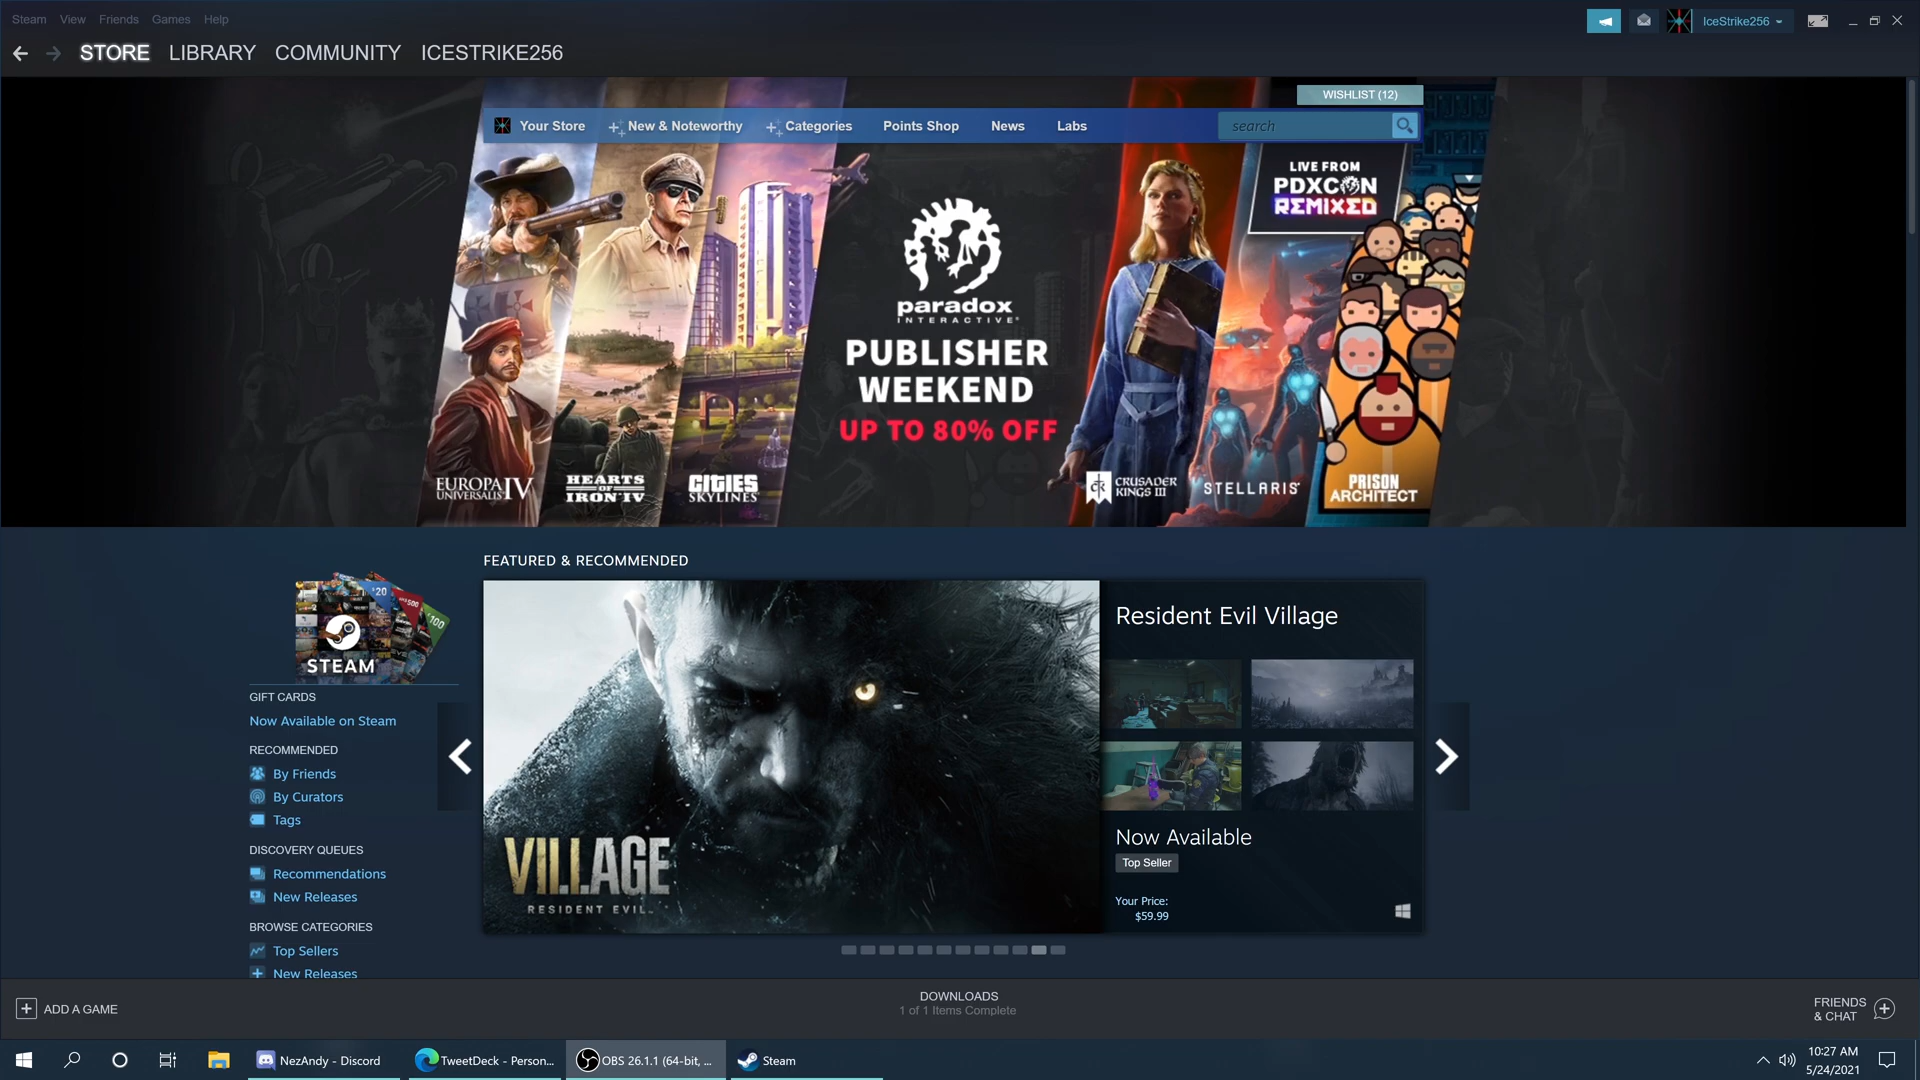 Steam View Friends Games Help
IceStrike256
STORE LIBRARY COMMUNITY ICESTRIKE256
WISHLIST (12)
Your Store New & Noteworthy Categories Points Shop News Labs search
LIVE FROM
PDXCON
REMIXED
paradox
INTERACTIVE
PUBLISHER
WEEKEND
UP TO 80% OFF
EUROPA
UNIVERSALIS IV
HEARTS
OF
IRON IV
CITIES
SKYLINES
CRUSADER
KINGS III
STELLARIS
PRISON
ARCHITECT
FEATURED & RECOMMENDED
20
500
100
STEAM
GIFT CARDS
Now Available on Steam
RECOMMENDED
By Friends
By Curators
Tags
DISCOVERY QUEUES
Recommendations
New Releases
BROWSE CATEGORIES
Top Sellers
New Releases
VILLAGE
RESIDENT EVIL
Resident Evil Village
Now Available
Top Seller
Your Price:
$59.99
ADD A GAME
DOWNLOADS
1 of 1 Items Complete
FRIENDS
& CHAT
NezAndy - Discord
TweetDeck - Person...
OBS 26.1.1 (64-bit, ...
Steam
10:27 AM
5/24/2021